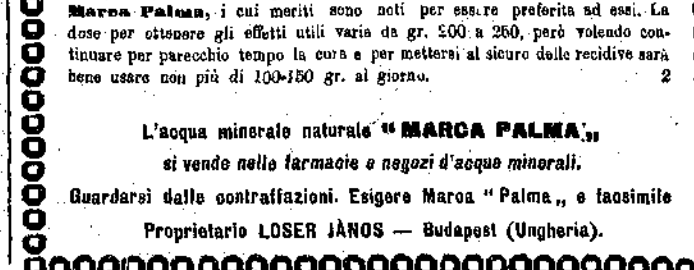 Marca Palma, i cui meriti sono noti per essere preferita ad essi. La
dose per ottenere gli effetti utili varia da gr. 200 a 250, però volendo con-
tinuare per parecchio tempo la cura e per mettersi al sicuro dalle recidive sarà
bene usare non più di 100-150 gr. al giorno. 2
L'acqua minerale naturale “ MARCA PALMA „
si vende nelle farmacie e negozi d'acque minerali.
Guardarsi dalle contraffazioni. Esigere Marca “ Palma „ e facsimile
Proprietario LOSER JÀNOS — Budapest (Ungheria).